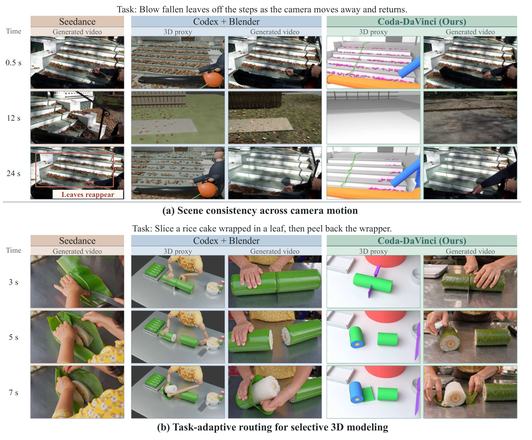 Task: Blow fallen leaves off the steps as the camera moves away and returns.
Seedance Codex + Blender Coda-DaVinci (Ours)
Time Generated video 3D proxy Generated video 3D proxy Generated video
0.5 s
12 s
24 s
Leaves reappear
(a) Scene consistency across camera motion
Task: Slice a rice cake wrapped in a leaf, then peel back the wrapper.
Seedance Codex + Blender Coda-DaVinci (Ours)
Time Generated video 3D proxy Generated video 3D proxy Generated video
3 s
5 s
7 s
(b) Task-adaptive routing for selective 3D modeling